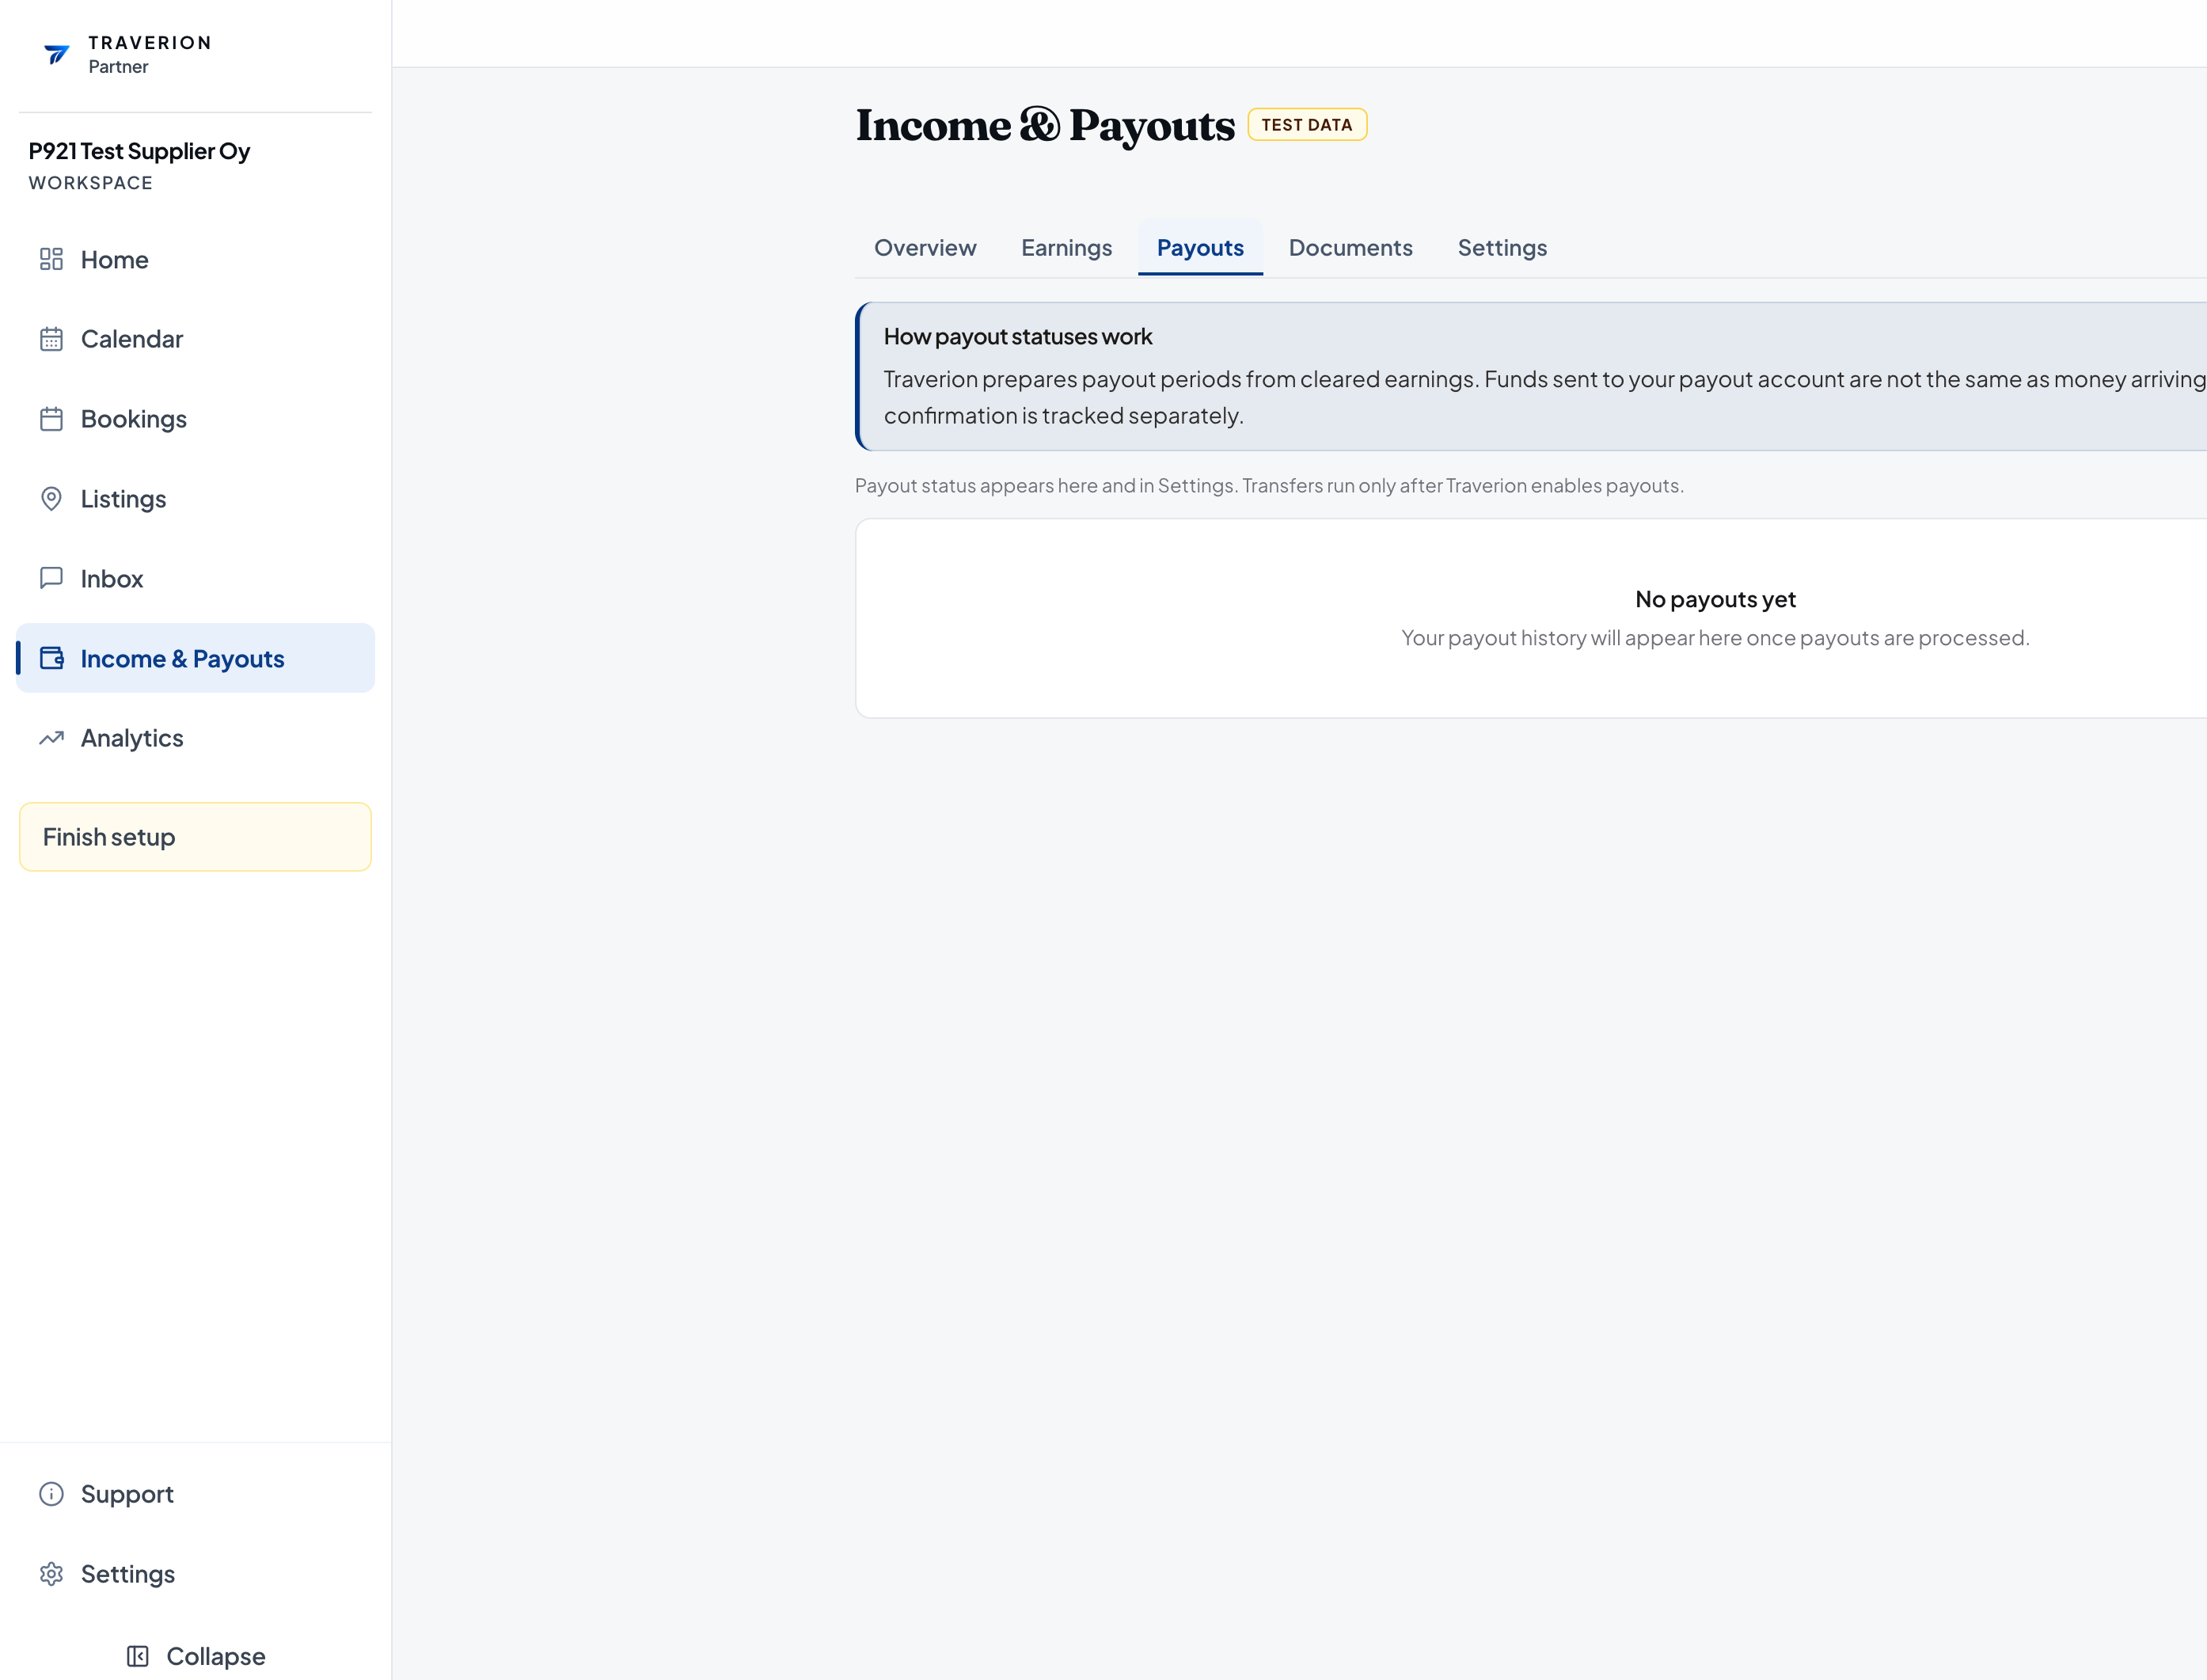 TRAVERION
Partner
P921 Test Supplier Oy
WORKSPACE
Home
Calendar
Bookings
Listings
Inbox
Income & Payouts
Analytics
Finish setup
Support
Settings
Collapse
Income & Payouts
TEST DATA
Overview
Earnings
Payouts
Documents
Settings
How payout statuses work
Traverion prepares payout periods from cleared earnings. Funds sent to your payout account are not the same as money arriving
confirmation is tracked separately.
Payout status appears here and in Settings. Transfers run only after Traverion enables payouts.
No payouts yet
Your payout history will appear here once payouts are processed.